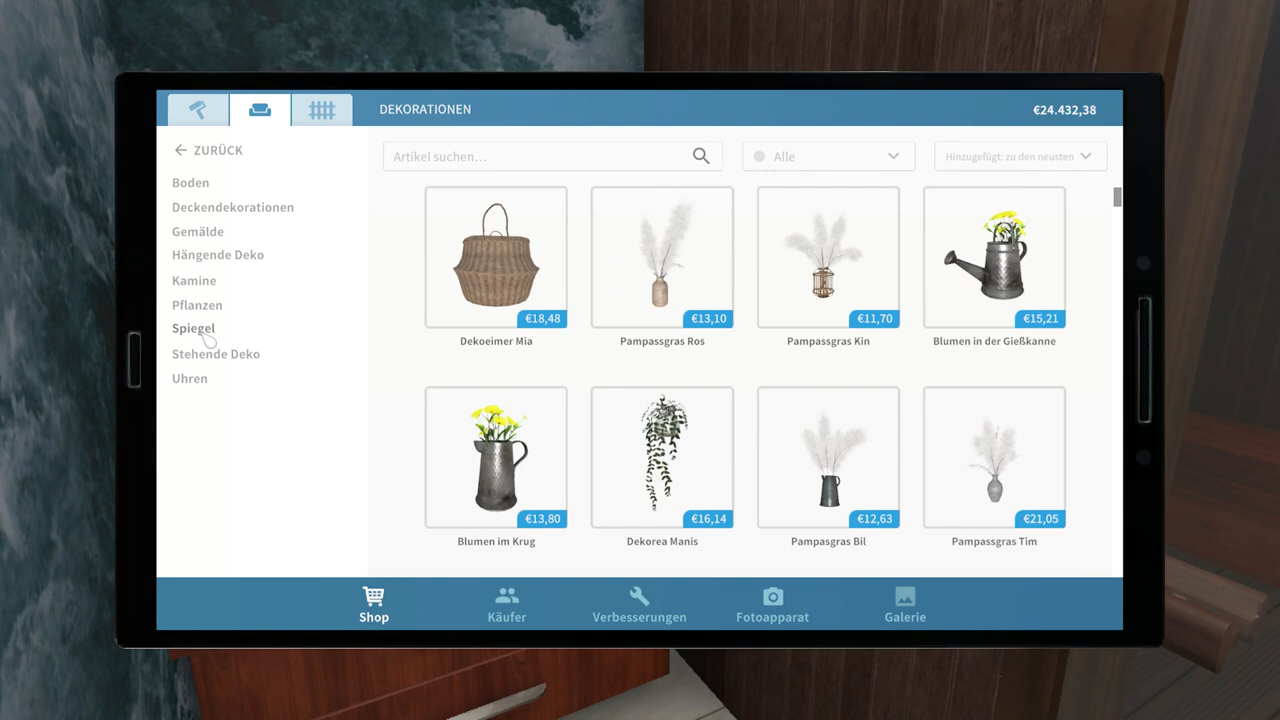 DEKORATIONEN
€24.432,38
ZURÜCK
Boden
Deckendekorationen
Gemälde
Hängende Deko
Kamine
Pflanzen
Spiegel
Stehende Deko
Uhren
Artikel suchen...
Alle
Hinzugefügt: zu den neusten
€18,48
€13,10
€11,70
€15,21
Dekoeimer Mia
Pampassgras Ros
Pampassgras Kin
Blumen in der Gießkanne
€13,80
€16,14
€12,63
€21,05
Blumen im Krug
Dekorea Manis
Pampasgras Bil
Pampassgras Tim
Shop
Käufer
Verbesserungen
Fotoapparat
Galerie